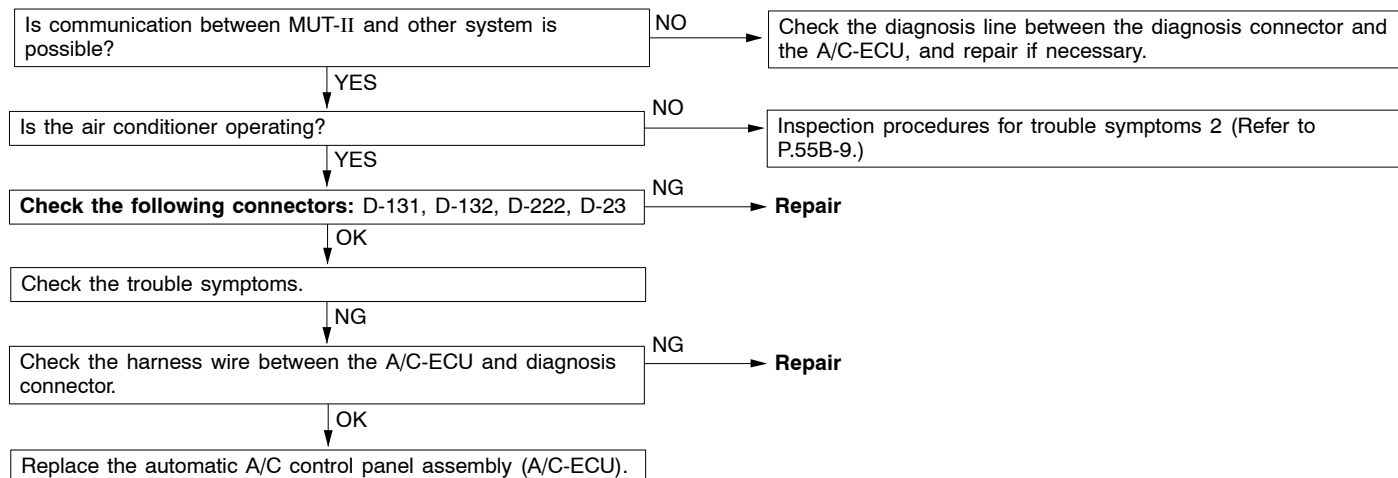 Is communication between MUT-II and other system is
possible?
NO
Check the diagnosis line between the diagnosis connector and
the A/C-ECU, and repair if necessary.
YES
Is the air conditioner operating?
NO
Inspection procedures for trouble symptoms 2 (Refer to
P.55B-9.)
YES
Check the following connectors: D-131, D-132, D-222, D-23
NG
Repair
OK
Check the trouble symptoms.
NG
Check the harness wire between the A/C-ECU and diagnosis
connector.
NG
Repair
OK
Replace the automatic A/C control panel assembly (A/C-ECU).